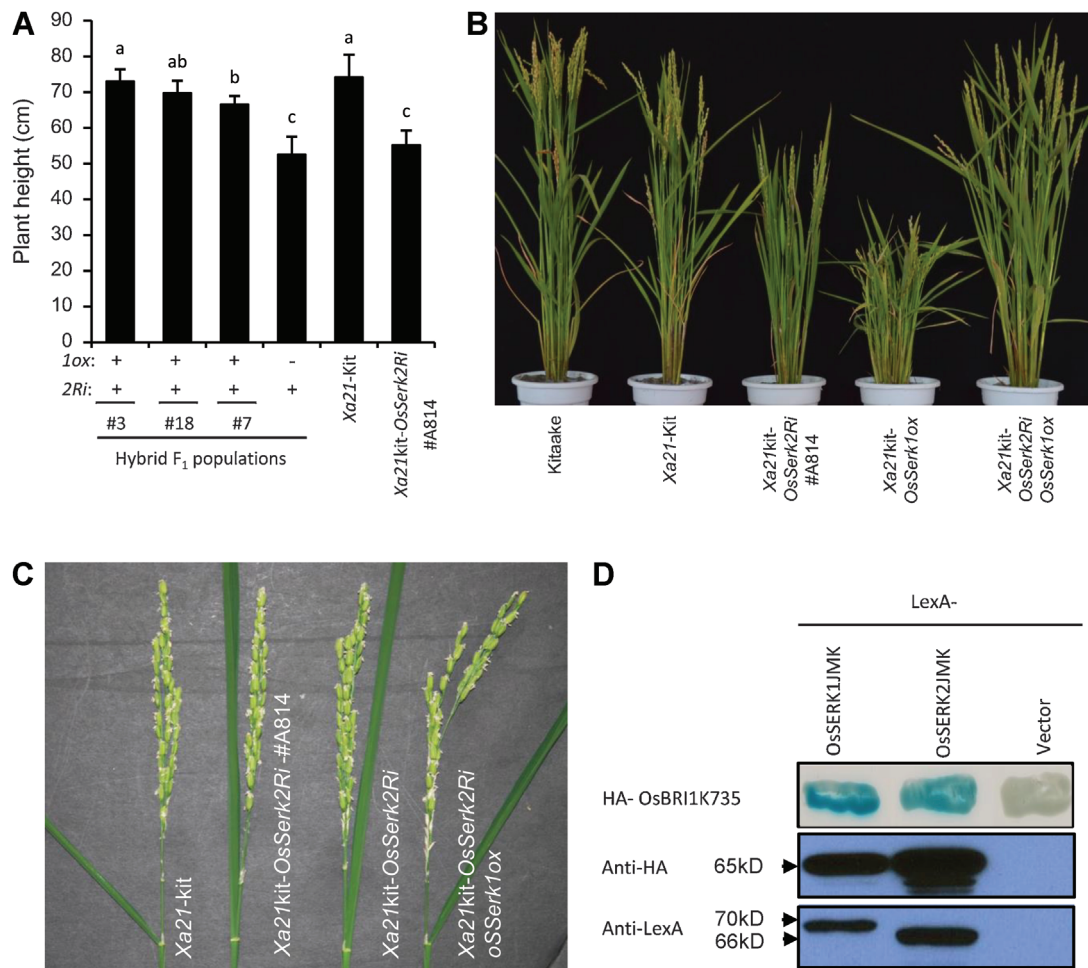 A
Plant height (cm)
90
80
70
60
50
40
30
20
10
0
a
ab
b
c
a
c
1ox: + + + -
2Ri: + + + +
#3 #18 #7
Hybrid F₁ populations
Xa21-Kit
Xa21kit-OsSerk2Ri
#A814
B
Kitaake
Xa21-Kit
Xa21kit-
OsSerk2Ri
#A814
Xa21kit-
OsSerk1ox
Xa21kit-
OsSerk2Ri
OsSerk1ox
C
Xa21-kit
Xa21kit-OsSerk2Ri -#A814
Xa21kit-OsSerk2Ri
Xa21kit-OsSerk2Ri
oSSerk1ox
D
LexA-
OsSERK1JMK
OsSERK2JMK
Vector
HA- OsBRI1K735
Anti-HA 65kD
Anti-LexA 70kD
66kD